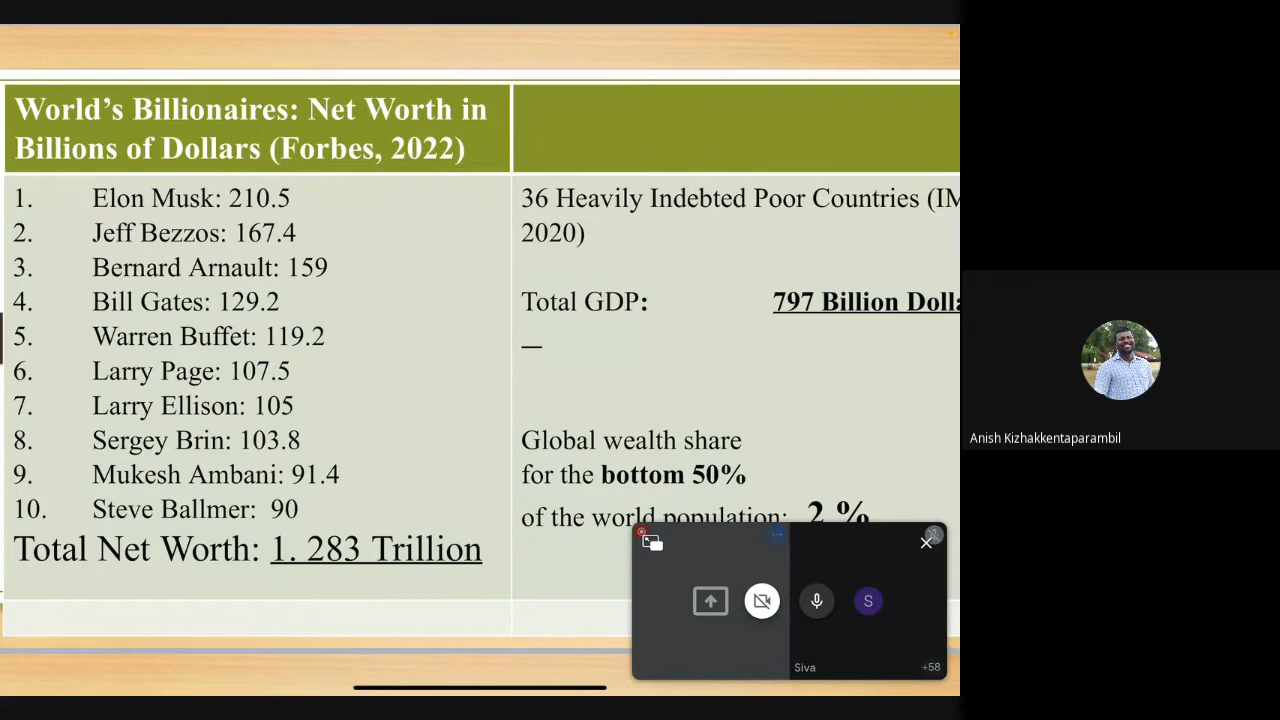 World’s Billionaires: Net Worth in
Billions of Dollars (Forbes, 2022)
1. Elon Musk: 210.5
2. Jeff Bezzos: 167.4
3. Bernard Arnault: 159
4. Bill Gates: 129.2
5. Warren Buffet: 119.2
6. Larry Page: 107.5
7. Larry Ellison: 105
8. Sergey Brin: 103.8
9. Mukesh Ambani: 91.4
10. Steve Ballmer: 90
Total Net Worth: 1. 283 Trillion
36 Heavily Indebted Poor Countries
2020)
Total GDP: 797 Billion
Global wealth share
for the bottom 50%
of the world population: 2 %
S
Siva
+58
Anish Kizhakkentaparambil